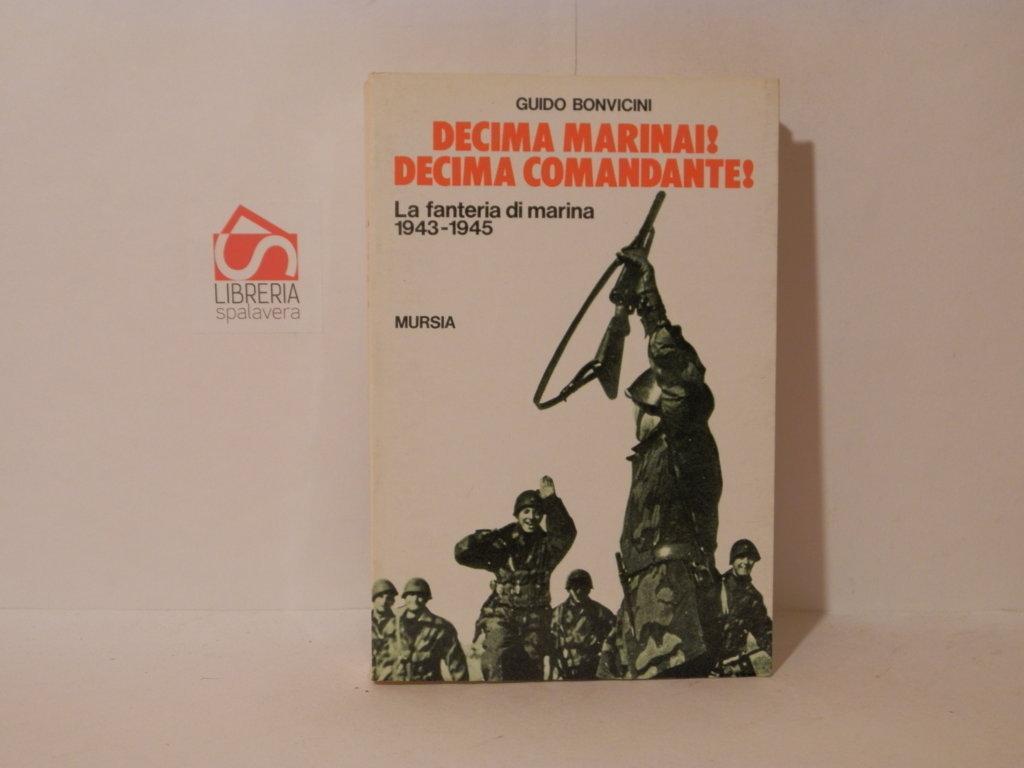 GUIDO BONVICINI
DECIMA MARINAI!
DECIMA COMANDANTE!
La fanteria di marina
1943-1945
MURSIA
LIBRERIA
spalavera